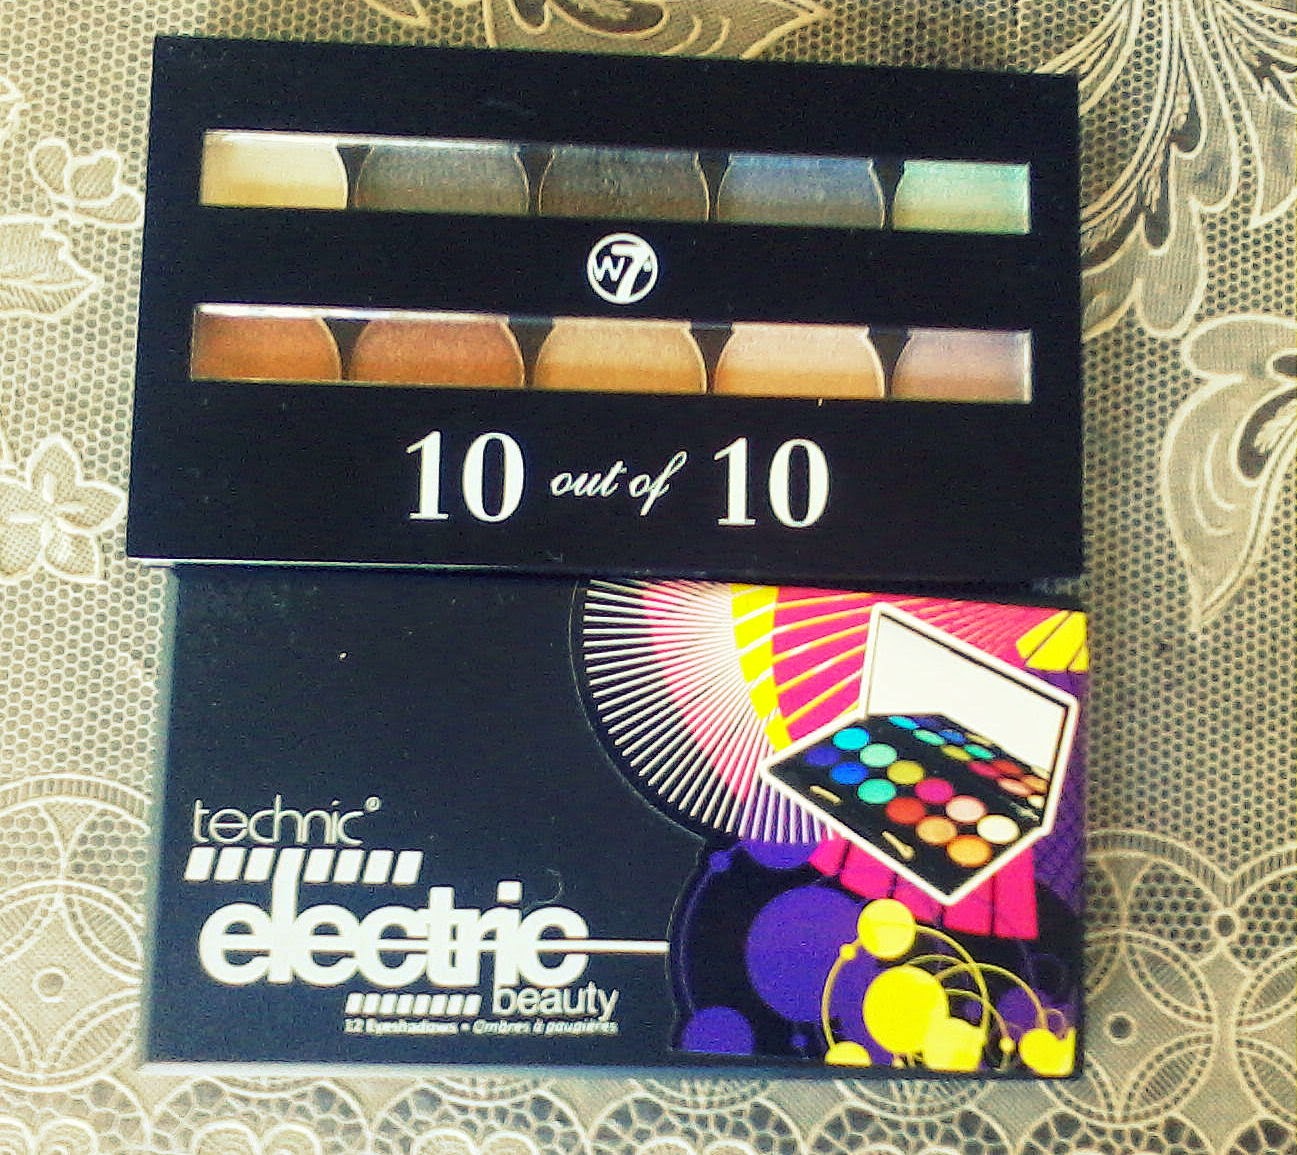 W7
10 out of 10
technic®
electric
beauty
12 Eyeshadows • Ombres à paupières